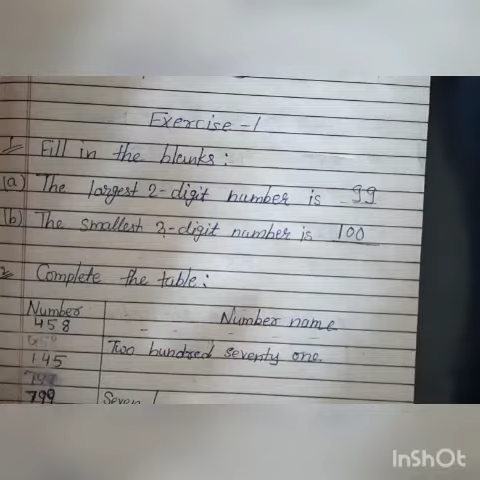 Exercise-1
1 Fill in the blanks:
(a) The largest 2-digit number is 99
(b) The smallest 3-digit number is 100
2 Complete the table:
Number Number name
458 - -
Two hundred seventy one.
145
799 Seven
InShOt